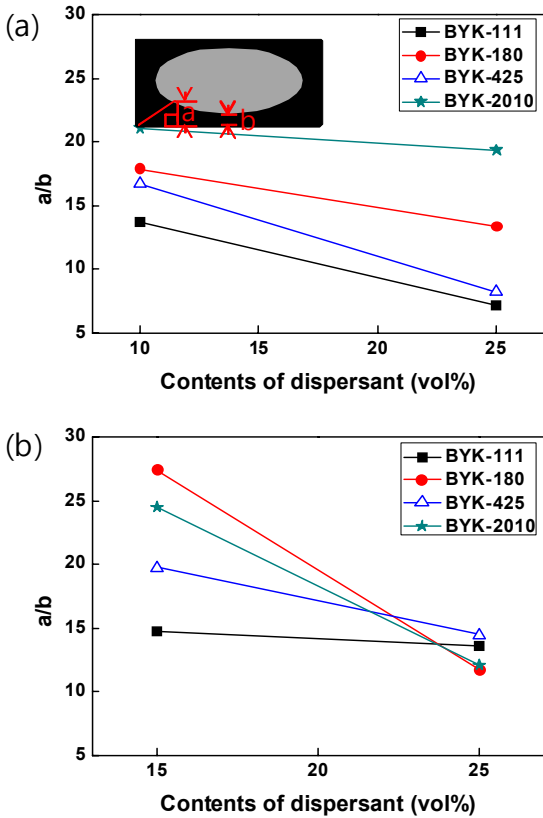 (a)
30
25
20
15
10
5
a/b
a
b
BYK-111
BYK-180
BYK-425
BYK-2010
10
15
20
25
Contents of dispersant (vol%)
(b)
30
25
20
15
10
5
a/b
BYK-111
BYK-180
BYK-425
BYK-2010
15
20
25
Contents of dispersant (vol%)